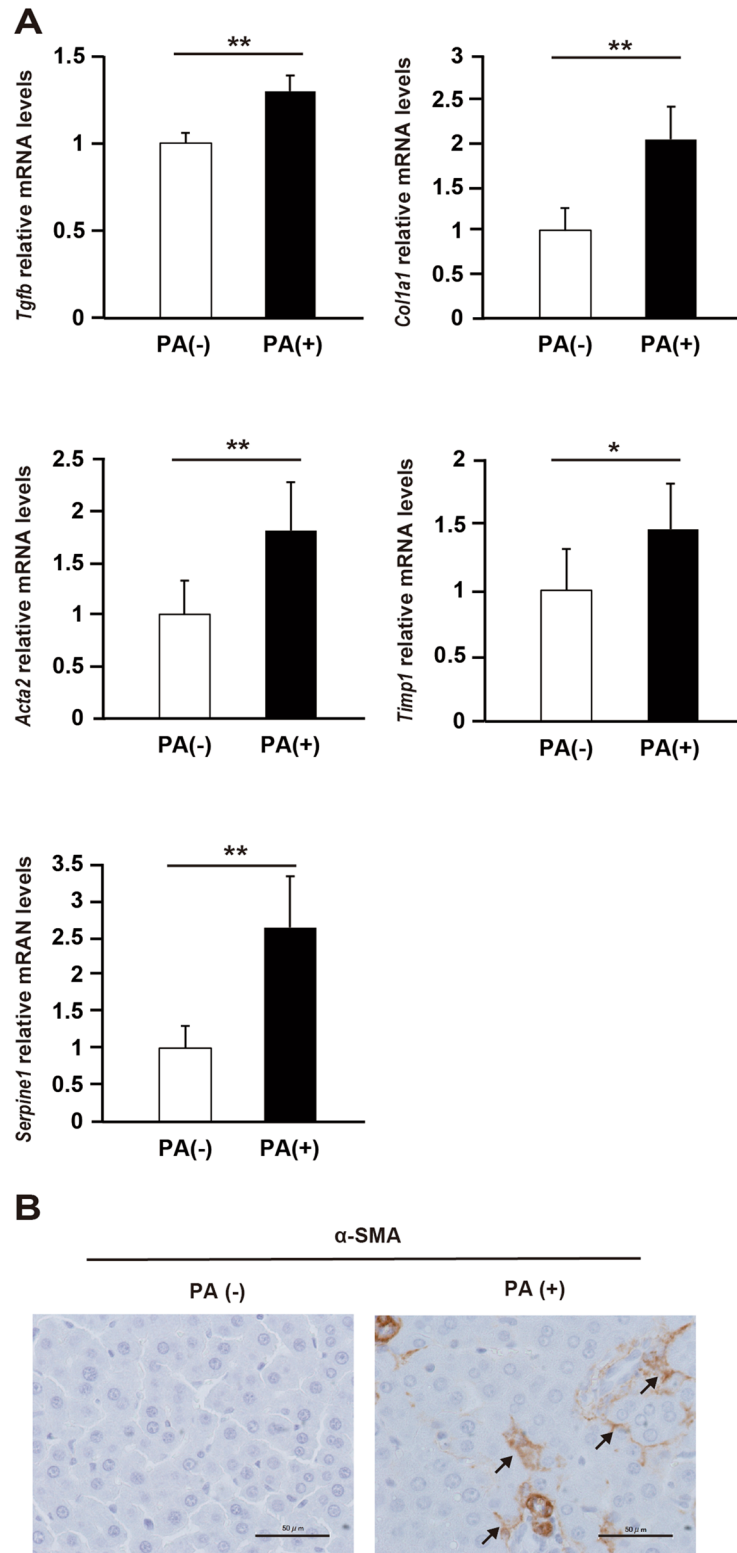 A
**
**
Tgfb relative mRNA levels
1.5
1
0.5
0
PA(-) PA(+)
Col1a1 relative mRNA levels
3
2.5
2
1.5
1
0.5
0
PA(-) PA(+)
**
*
Acta2 relative mRNA levels
2.5
2
1.5
1
0.5
0
PA(-) PA(+)
Timp1 relative mRNA levels
2
1.5
1
0.5
0
PA(-) PA(+)
**
Serpine1 relative mRAN levels
3.5
3
2.5
2
1.5
1
0.5
0
PA(-) PA(+)
B
α-SMA
PA (-) PA (+)
50 μm
50 μm